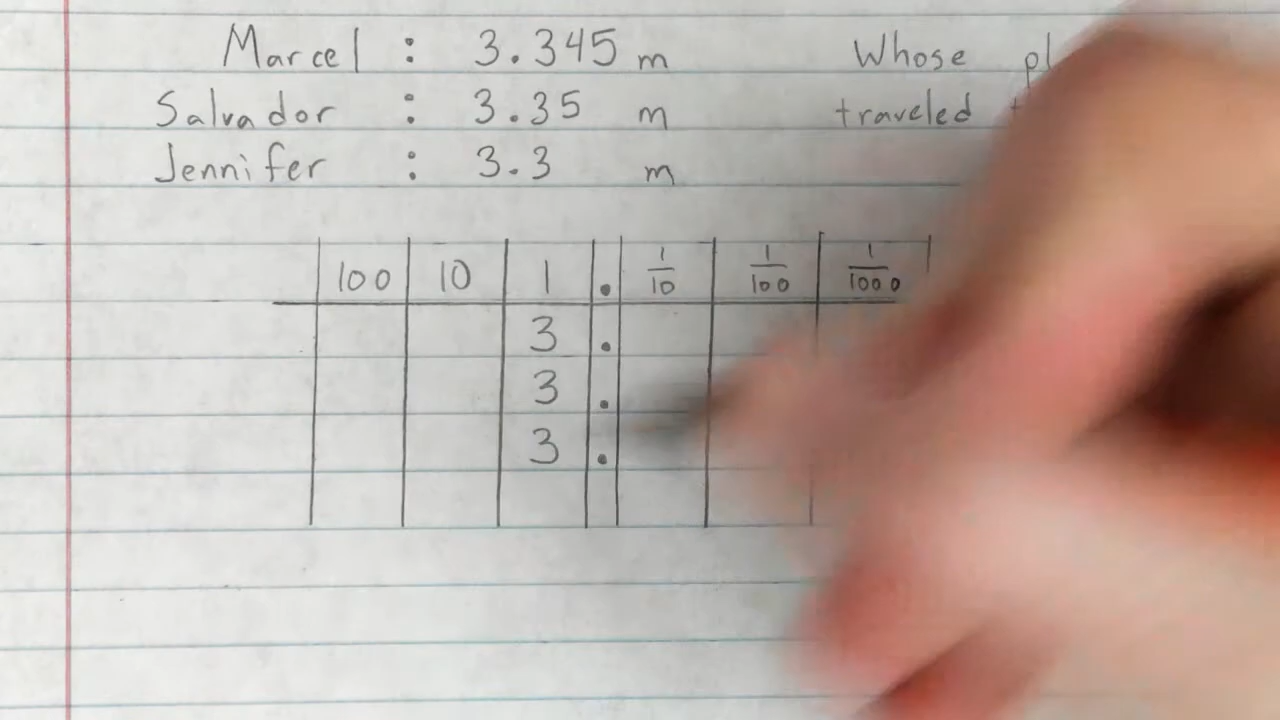 Marcel : 3.345 m Whose
Salvador : 3.35 m traveled
Jennifer : 3.3 m
100 10 1 . 1/10 1/100 1/1000
3 .
3 .
3 .